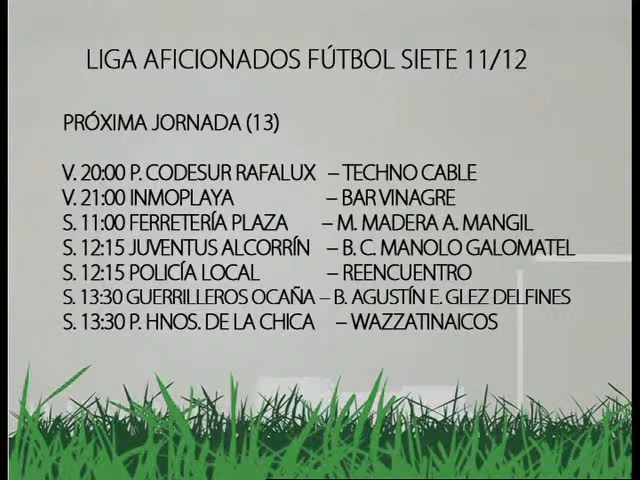 LIGA AFICIONADOS FÚTBOL SIETE 11/12
PRÓXIMA JORNADA (13)
V. 20:00 P. CODESUR RAFALUX – TECHNO CABLE
V. 21:00 INMOPLAYA – BAR VINAGRE
S. 11:00 FERRETERÍA PLAZA – M. MADERA A. MANGIL
S. 12:15 JUVENTUS ALCORRÍN – B. C. MANOLO GALOMATEL
S. 12:15 POLICÍA LOCAL – REENCUENTRO
S. 13:30 GUERRILLEROS OCAÑA – B. AGUSTÍN E. GLEZ DELFINES
S. 13:30 P. HNOS. DE LA CHICA – WAZZATINAICOS